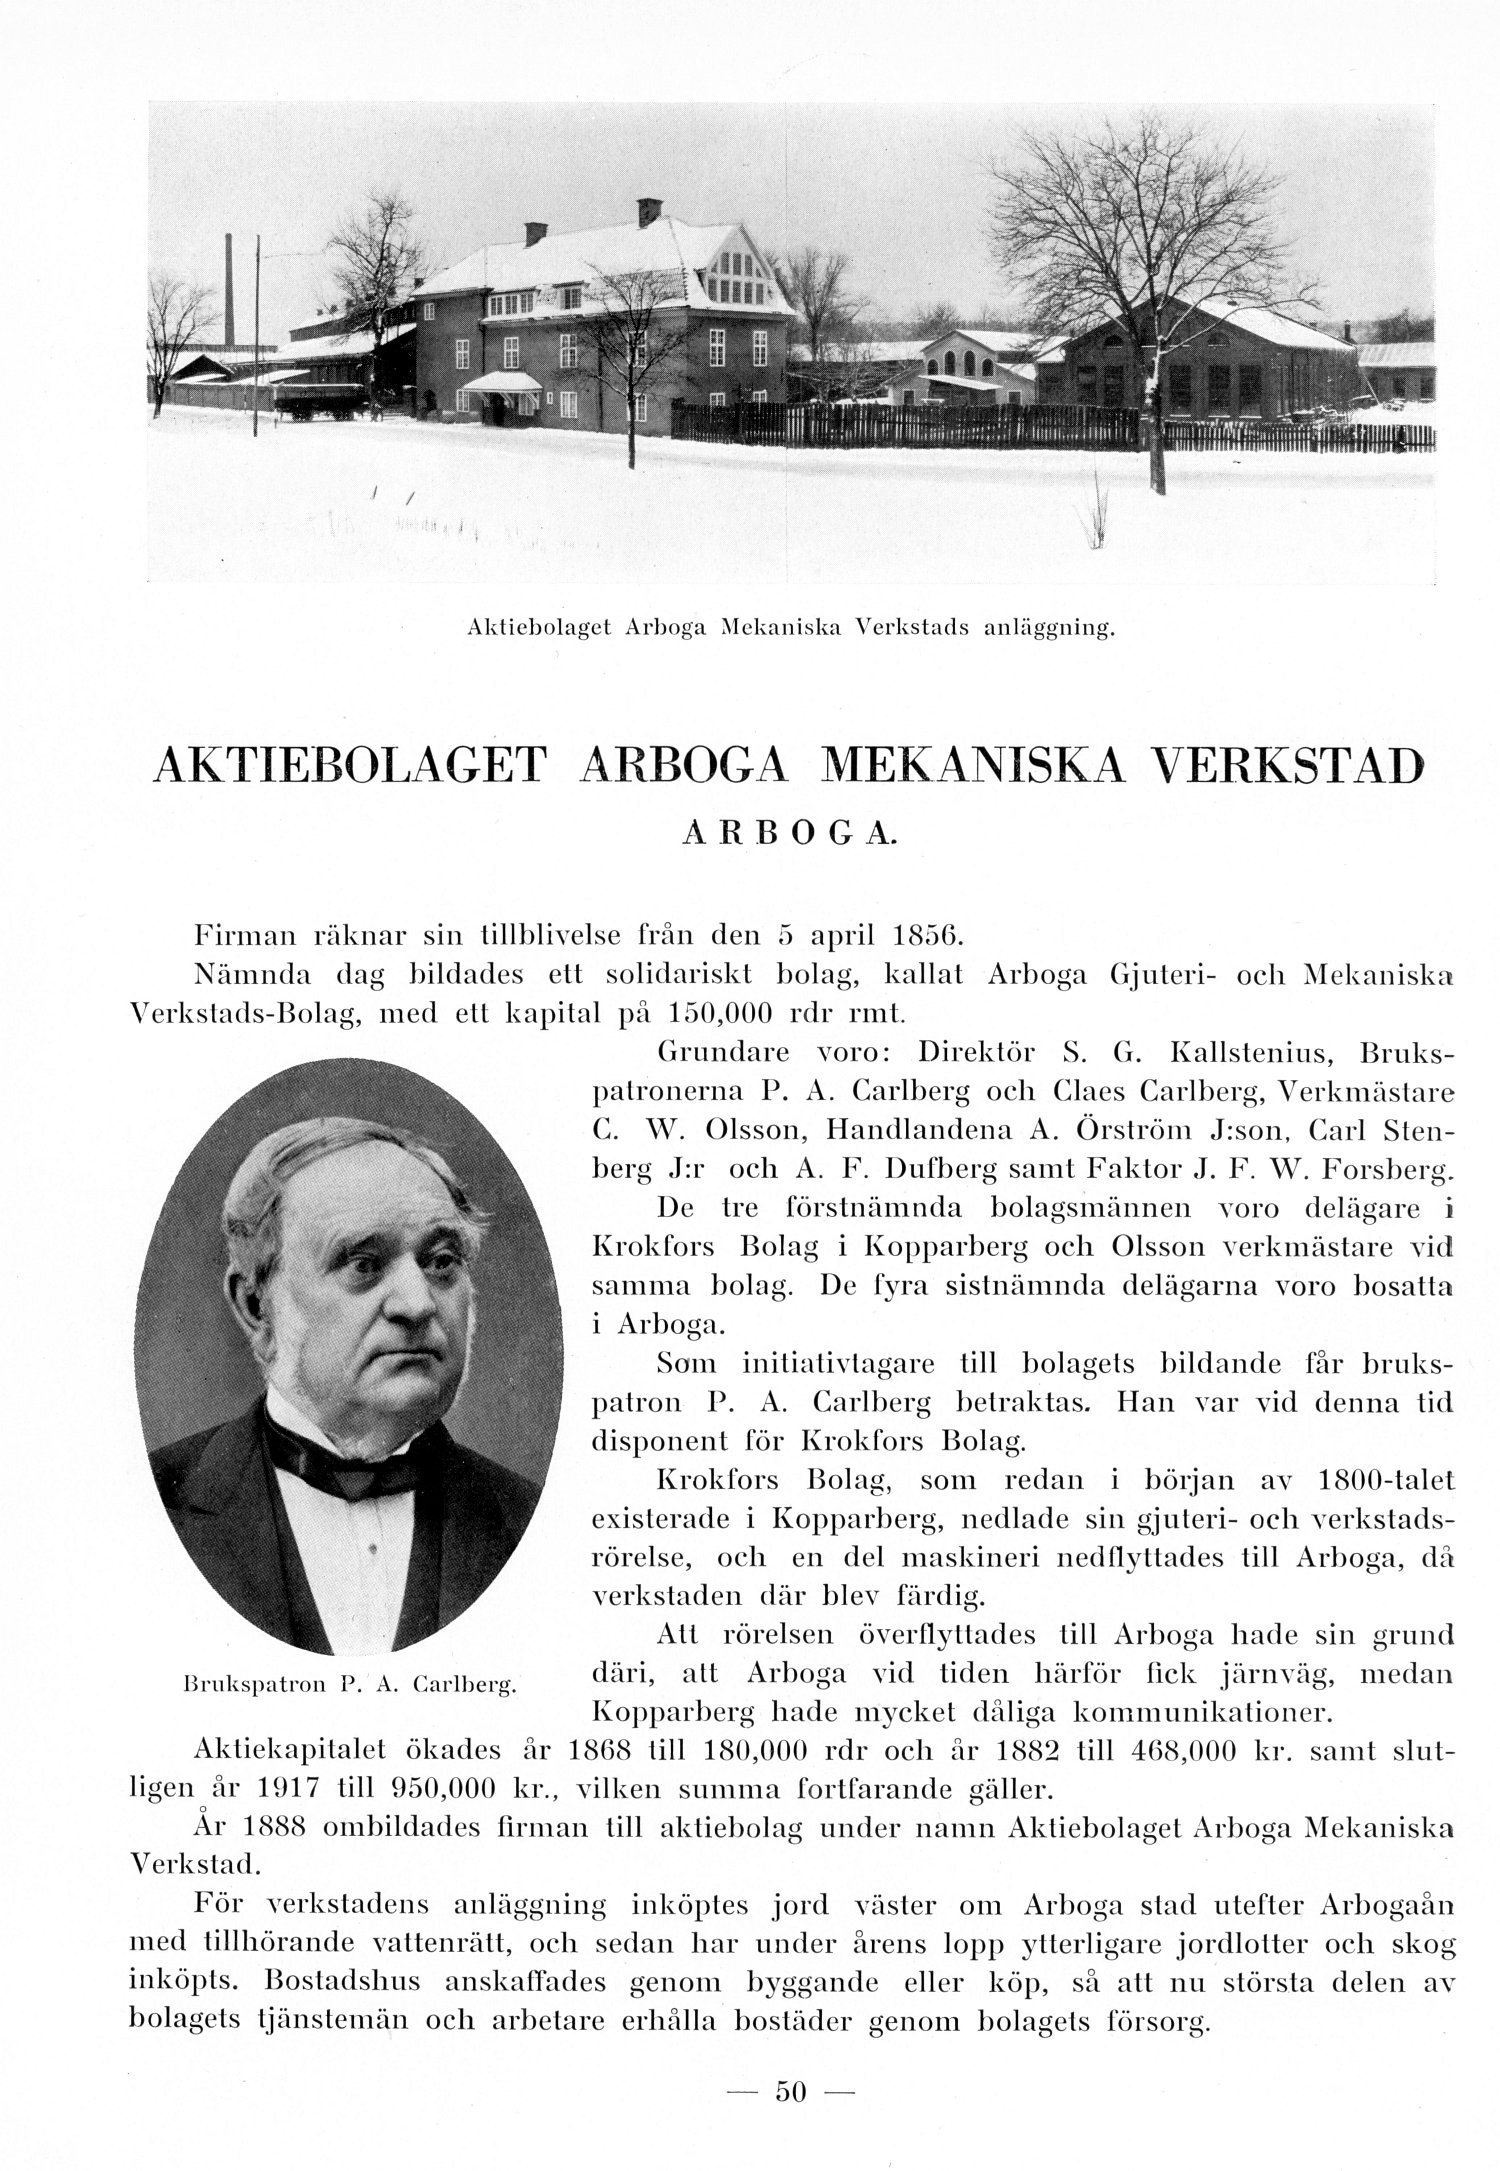 Aktiebolaget Arboga Mekaniska Verkstads anläggning.
AKTIEBOLAGET ARBOGA MEKANISKA VERKSTAD
ARBOGA.
Firman räknar sin tillblivelse från den 5 april 1856.
Nämnda dag bildades ett solidariskt bolag, kallat Arboga Gjuteri- och Mekaniska
Verkstads-Bolag, med ett kapital på 150,000 rdr rmt.
Grundare voro: Direktör S. G. Kallstenius, Bruks-
patronerna P. A. Carlberg och Claes Carlberg, Verkmästare
C. W. Olsson, Handlandena A. Örström J:son, Carl Sten-
berg J:r och A. F. Dufberg samt Faktor J. F. W. Forsberg.
De tre förstnämnda bolagsmännen voro delägare i
Krokfors Bolag i Kopparberg och Olsson verkmästare vid
samma bolag. De fyra sistnämnda delägarna voro bosatta
i Arboga.
Som initiativtagare till bolagets bildande får bruks-
patron P. A. Carlberg betraktas. Han var vid denna tid
disponent för Krokfors Bolag.
Krokfors Bolag, som redan i början av 1800-talet
existerade i Kopparberg, nedlade sin gjuteri- och verkstads-
rörelse, och en del maskineri nedflyttades till Arboga, då
verkstaden där blev färdig.
Att rörelsen överflyttades till Arboga hade sin grund
däri, att Arboga vid tiden härför fick järnväg, medan
Kopparberg hade mycket dåliga kommunikationer.
Brukspatron P. A. Carlberg.
Aktiekapitalet ökades år 1868 till 180,000 rdr och år 1882 till 468,000 kr. samt slut-
ligen år 1917 till 950,000 kr., vilken summa fortfarande gäller.
År 1888 ombildades firman till aktiebolag under namn Aktiebolaget Arboga Mekaniska
Verkstad.
För verkstadens anläggning inköptes jord väster om Arboga stad utefter Arbogaån
med tillhörande vattenrätt, och sedan har under årens lopp ytterligare jordlotter och skog
inköpts. Bostadshus anskaffades genom byggande eller köp, så att nu största delen av
bolagets tjänstemän och arbetare erhålla bostäder genom bolagets försorg.
— 50 —